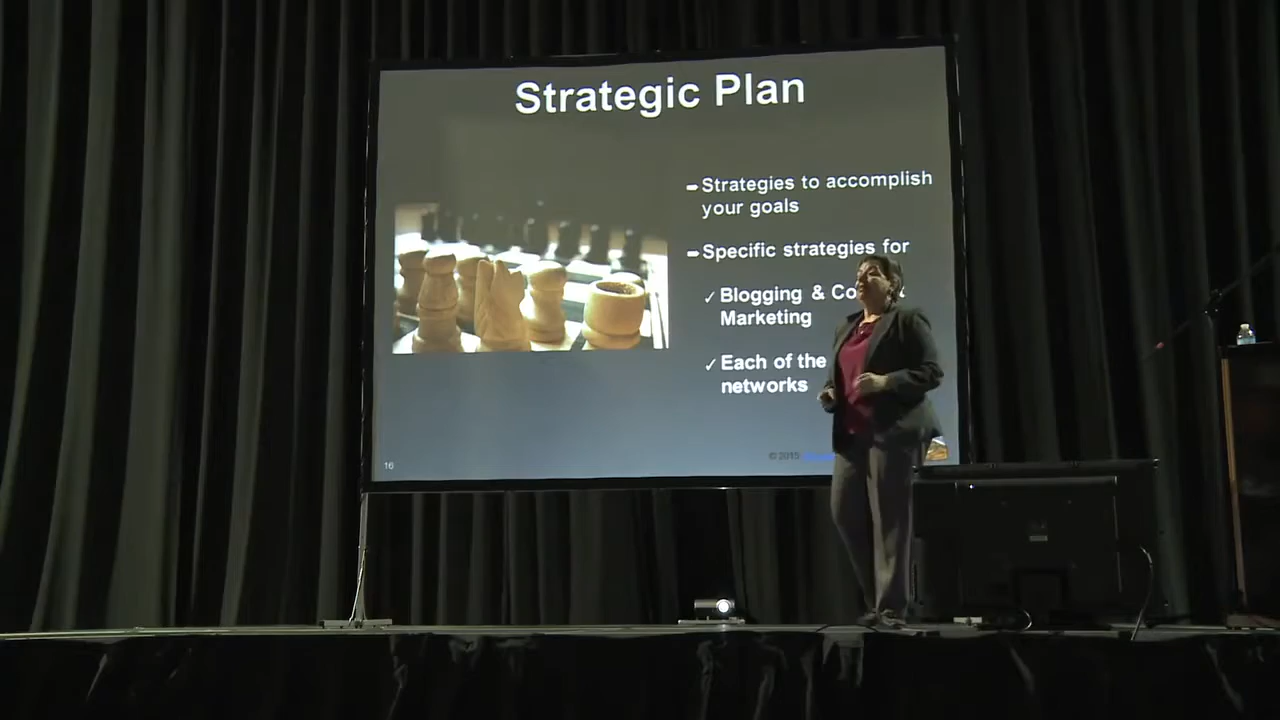 Strategic Plan
➨Strategies to accomplish
your goals
➨Specific strategies for
✓ Blogging & Co
Marketing
✓ Each of the
networks
© 2015
16